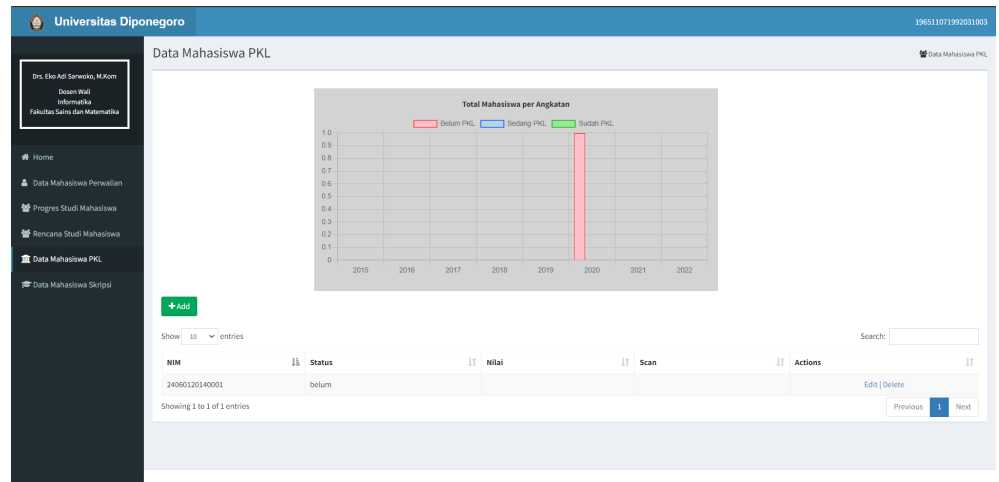 Universitas Diponegoro
196511071992031003
Drs. Eko Adi Sarwoko, M.Kom
Dosen Wali
Informatika
Fakultas Sains dan Matematika
Home
Data Mahasiswa Perwalian
Progres Studi Mahasiswa
Rencana Studi Mahasiswa
Data Mahasiswa PKL
Data Mahasiswa Skripsi
Data Mahasiswa PKL
Data Mahasiswa PKL
Total Mahasiswa per Angkatan
Belum PKL Sedang PKL Sudah PKL
1.0
0.9
0.8
0.7
0.6
0.5
0.4
0.3
0.2
0.1
0
2015 2016 2017 2018 2019 2020 2021 2022
+Add
Show 10 entries
Search:
NIM Status Nilai Scan Actions
24060120140001 belum Edit | Delete
Showing 1 to 1 of 1 entries
Previous 1 Next